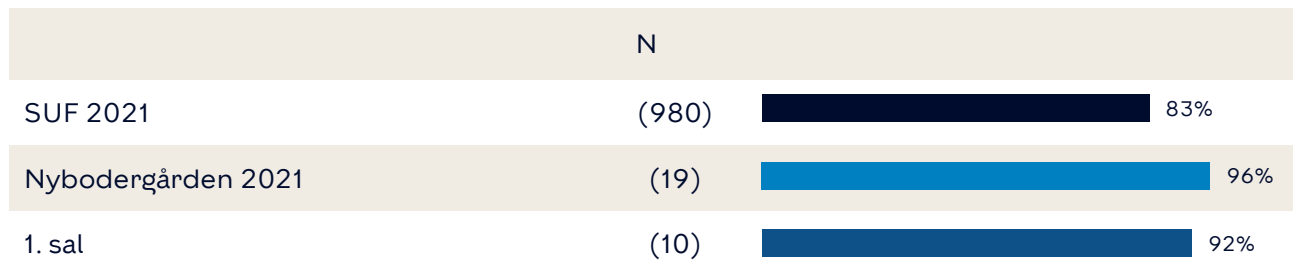 N
SUF 2021 (980) 83%
Nybodergården 2021 (19) 96%
1. sal (10) 92%